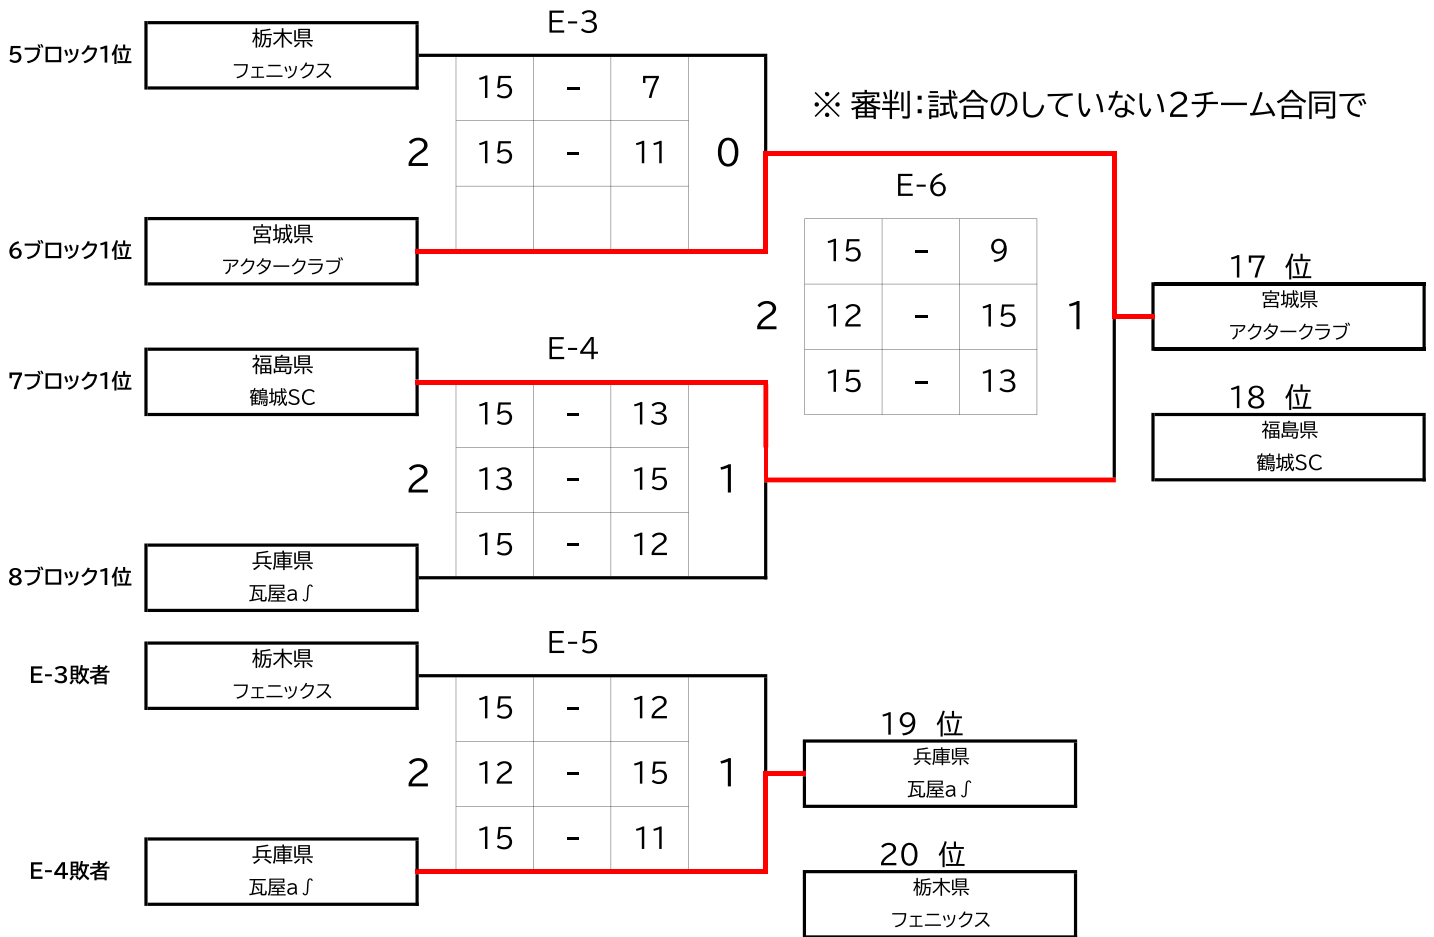 E-3
5ブロック1位
栃木県
フェニックス
15 - 7
※ 審判：試合のしていない2チーム合同で
2
15 - 11
0
E-6
6ブロック1位
宮城県
アクタークラブ
15 - 9
17 位
宮城県
アクタークラブ
2
12 - 15
1
E-4
7ブロック1位
福島県
鶴城SC
15 - 13
18 位
福島県
鶴城SC
15 - 13
2
13 - 15
1
15 - 12
8ブロック1位
兵庫県
瓦屋a∫
E-5
E-3敗者
栃木県
フェニックス
15 - 12
19 位
兵庫県
瓦屋a∫
2
12 - 15
1
15 - 11
E-4敗者
兵庫県
瓦屋a∫
20 位
栃木県
フェニックス